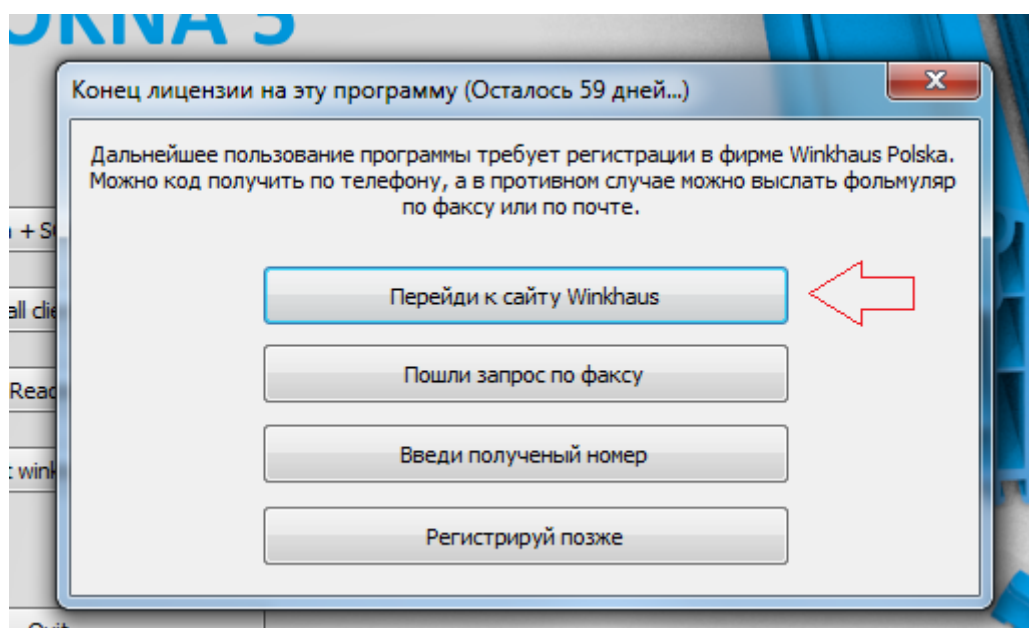 OKNA 3
Конец лицензии на эту программу (Осталось 59 дней...)
Дальнейшее пользование программы требует регистрации в фирме Winkhaus Polska.
Можно код получить по телефону, а в противном случае можно выслать фольмуляр
по факсу или по почте.
Перейди к сайту Winkhaus
Пошли запрос по факсу
Введи полученый номер
Регистрируй позже